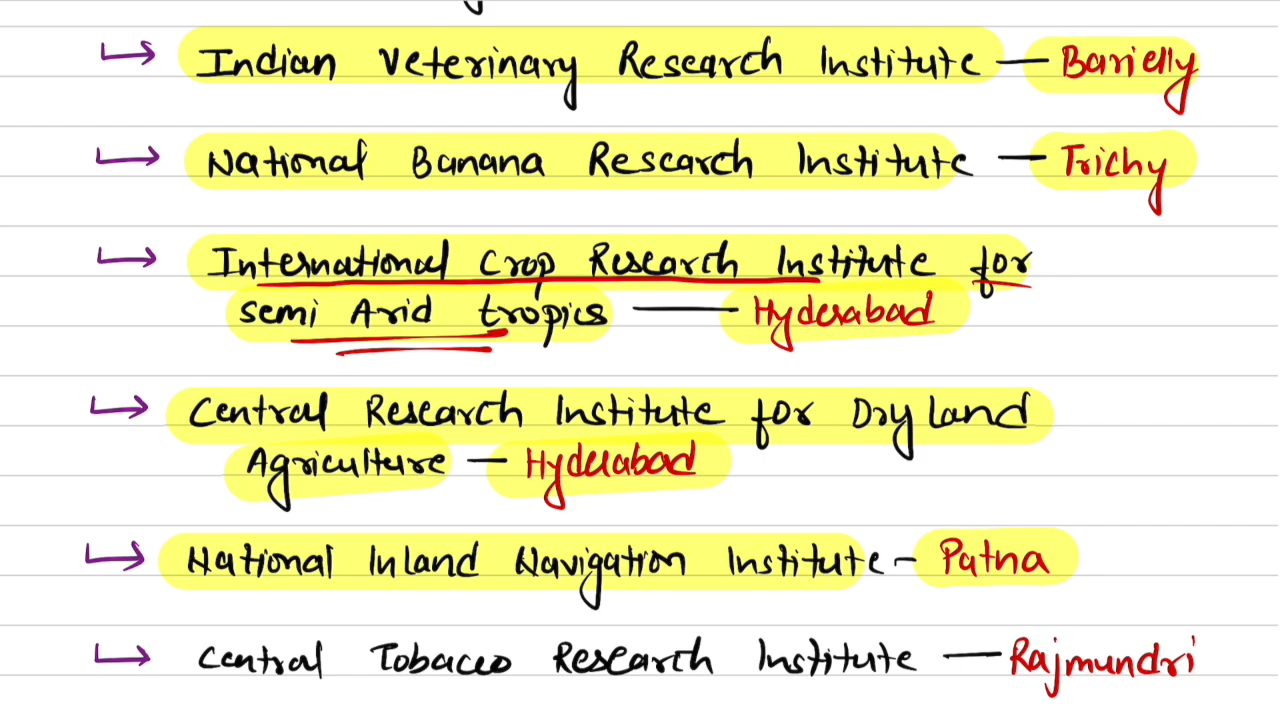 Indian Veterinary Research Institute — Barielly
National Banana Research Institute — Trichy
International Crop Research Institute for
semi Arid tropics — Hyderabad
Central Research Institute for Dry land
Agriculture — Hyderabad
National Inland Navigation Institute - Patna
Central Tobacco Research Institute — Rajmundri